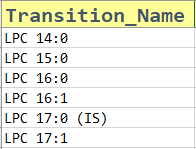 Transition_Name
LPC 14:0
LPC 15:0
LPC 16:0
LPC 16:1
LPC 17:0 (IS)
LPC 17:1